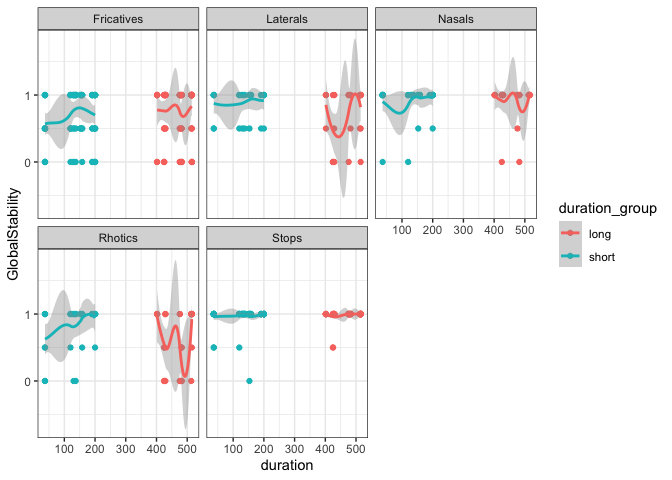 Fricatives Laterals Nasals
1
0
100 200 300 400 500
Rhotics Stops
1
0
100 200 300 400 500 100 200 300 400 500
duration
GlobalStability
duration_group
long
short